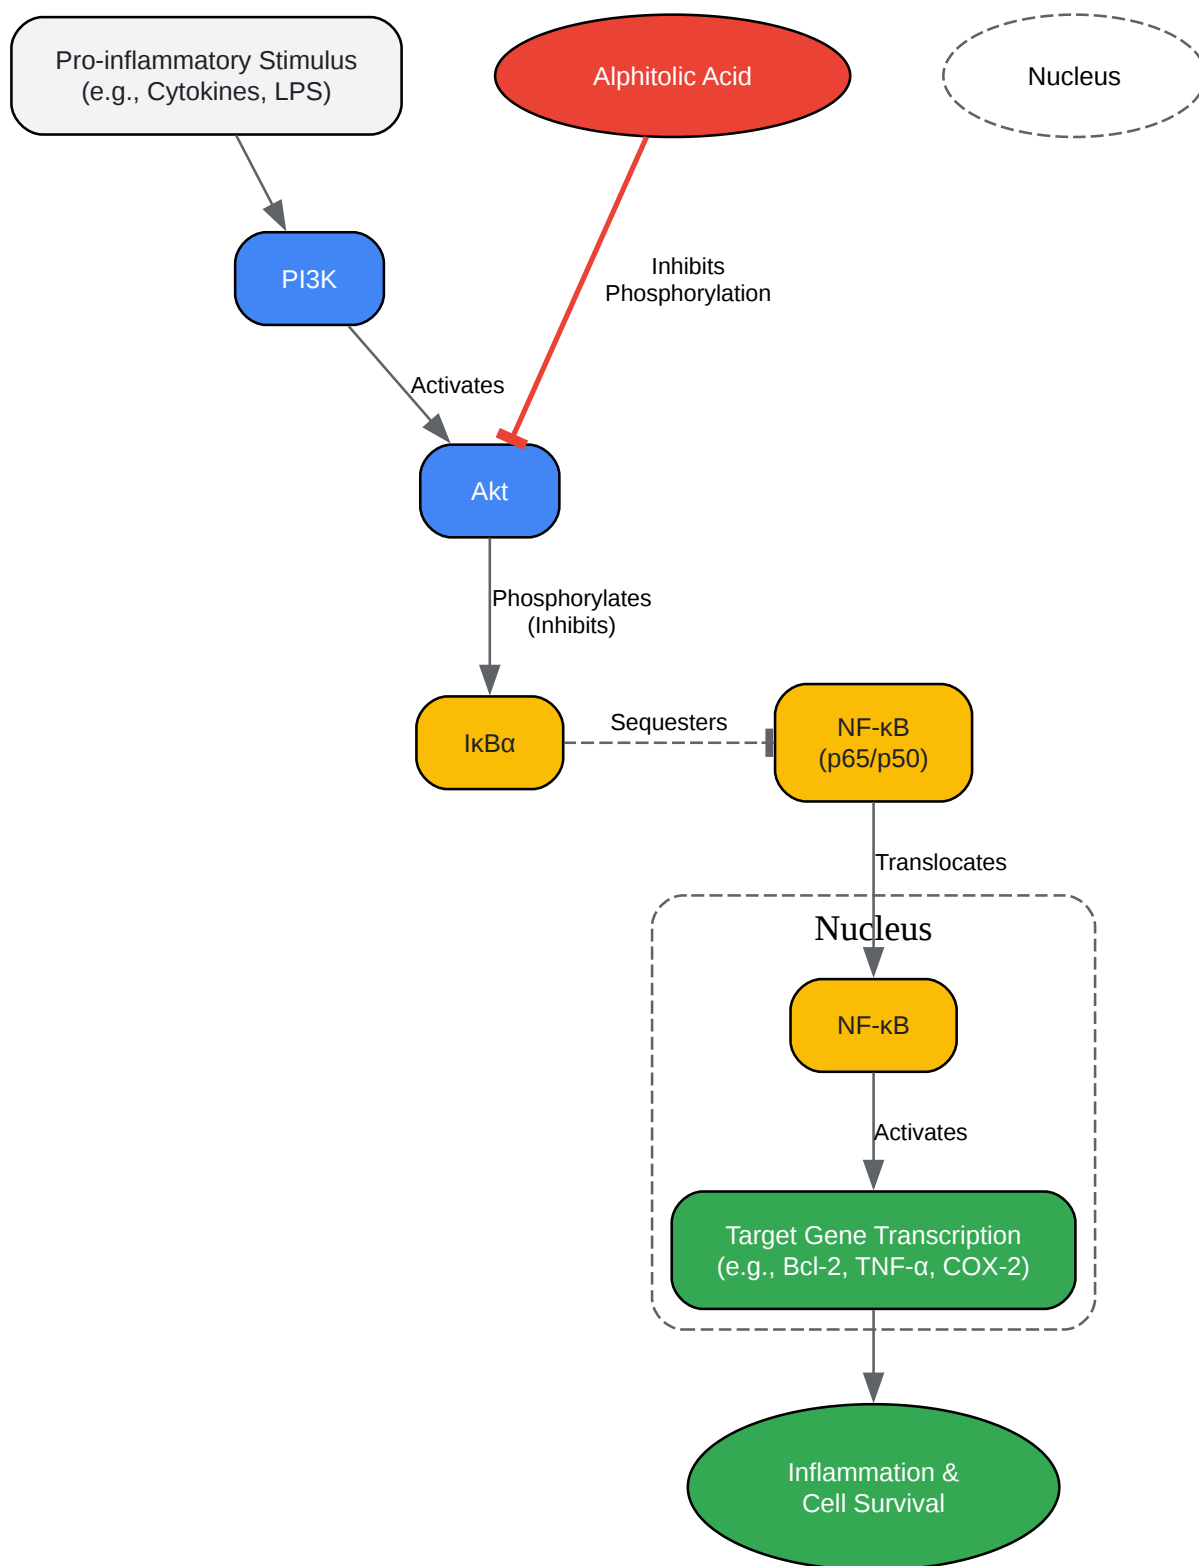 Pro-inflammatory Stimulus
(e.g., Cytokines, LPS)
Alphitolic Acid
Nucleus
PI3K
Inhibits
Phosphorylation
Activates
Akt
Phosphorylates
(Inhibits)
IκBα
Sequesters
NF-κB
(p65/p50)
Translocates
Nucleus
NF-κB
Activates
Target Gene Transcription
(e.g., Bcl-2, TNF-α, COX-2)
Inflammation &
Cell Survival